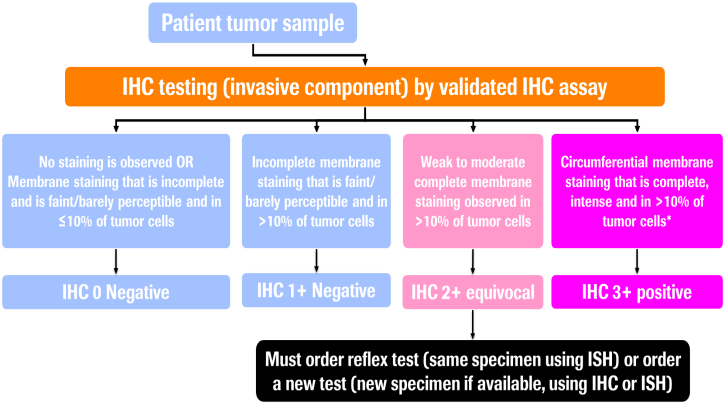 Patient tumor sample
IHC testing (invasive component) by validated IHC assay
No staining is observed OR
Membrane staining that is incomplete
and is faint/barely perceptible and in
≤10% of tumor cells
Incomplete membrane
staining that is faint/
barely perceptible and in
>10% of tumor cells
Weak to moderate
complete membrane
staining observed in
>10% of tumor cells
Circumferential membrane
staining that is complete,
intense and in >10% of
tumor cells*
IHC 0 Negative
IHC 1+ Negative
IHC 2+ equivocal
IHC 3+ positive
Must order reflex test (same specimen using ISH) or order
a new test (new specimen if available, using IHC or ISH)